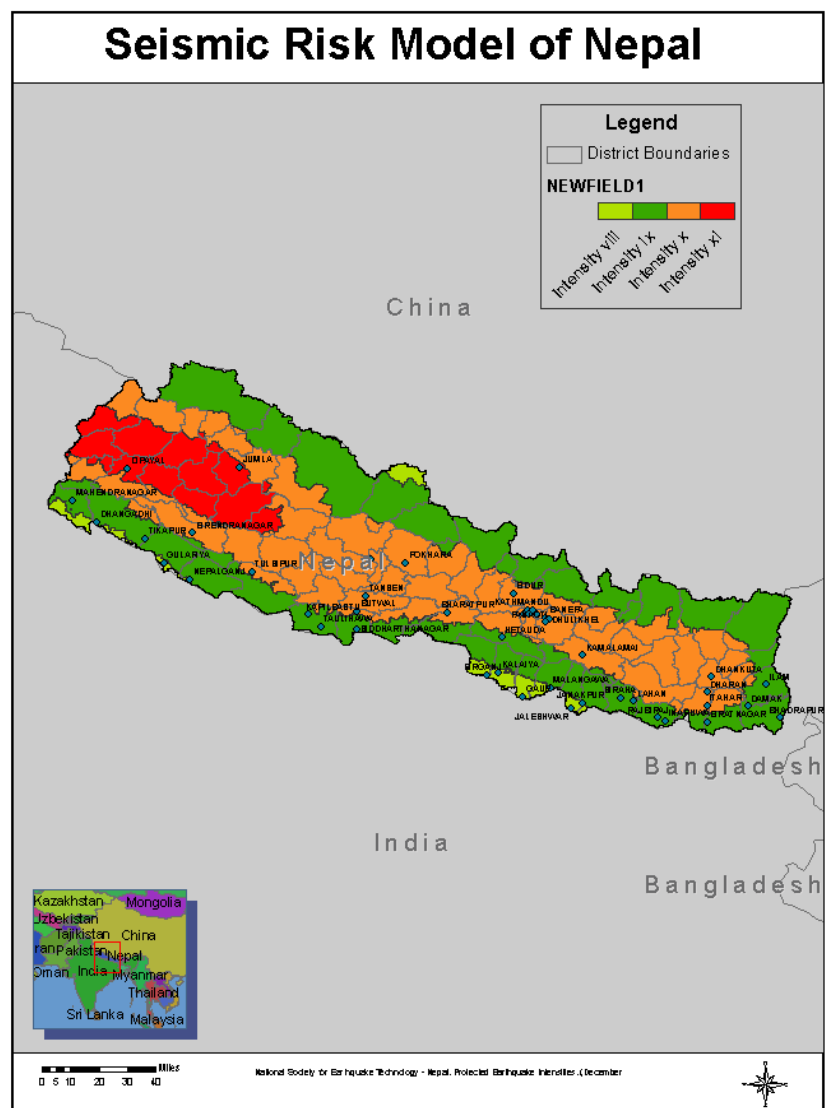 Seismic Risk Model of Nepal
Legend
District Boundaries
NEWFIELD1
Intensity viii
Intensity ix
Intensity x
Intensity xi
China
DIPAYAL
JUMLA
MAHENDRANAGAR
DHANGADHI
TIKAPUR
BIRENDRANAGAR
GULARIYA
TULSIPUR
NEPALGANJ
Nepal
POKHARA
TANSEN
BUTWAL
TAULIHAWA
SIDDHARTHANAGAR
BHARATPUR
BIDUR
KATHMANDU
BANEPA
DHULIKHEL
HETAUDA
KAMALAMAI
KALAIYA
GAUR
MALANGAWA
JANAKPUR
JALESHWAR
SIRAHA
LAHAN
DHANKUTA
DHARAN
ITAHARI
ILAM
DAMAK
BIRATNAGAR
BHADRAPUR
Bangladesh
India
Bangladesh
Kazakhstan
Mongolia
Uzbekistan
Tajikistan
China
ran
Pakistan
Nepal
Oman
India
Myanmar
Thailand
Sri Lanka
Malaysia
Miles
0 5 10 20 30 40
National Society for Earthquake Technology - Nepal. Protected Earthquake Intensities .(December